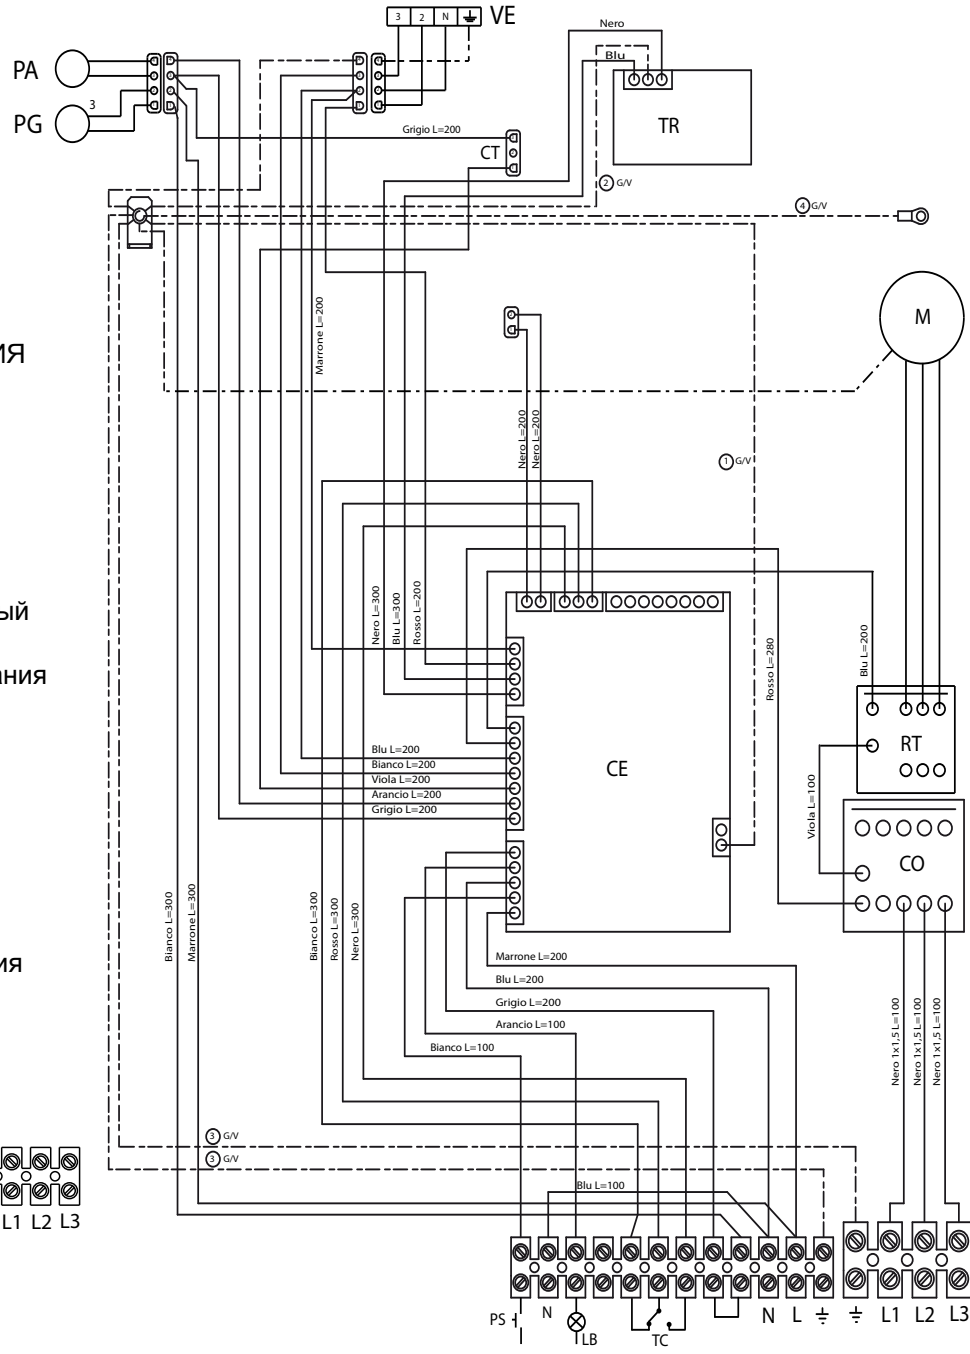 3 2 N
VE
PA
3
PG
Nero
Blu
TR
Grigio L=200
CT
2 G/V
4 G/V
M
Marrone L=200
ия
Nero L=200
Nero L=200
1 G/V
ый
ания
Nero L=300
Blu L=300
Rosso L=200
Rosso L=280
Blu L=200
RT
CE
Blu L=200
Bianco L=200
Viola L=200
Arancio L=200
Grigio L=200
Viola L=100
CO
Bianco L=300
Marrone L=300
Bianco L=300
Rosso L=300
Nero L=300
ия
Marrone L=200
Blu L=200
Grigio L=200
Arancio L=100
Bianco L=100
Nero 1x1,5 L=100
Nero 1x1,5 L=100
Nero 1x1,5 L=100
3 G/V
3 G/V
Blu L=100
L1 L2 L3
PS
N
LB
TC
N L
L1 L2 L3